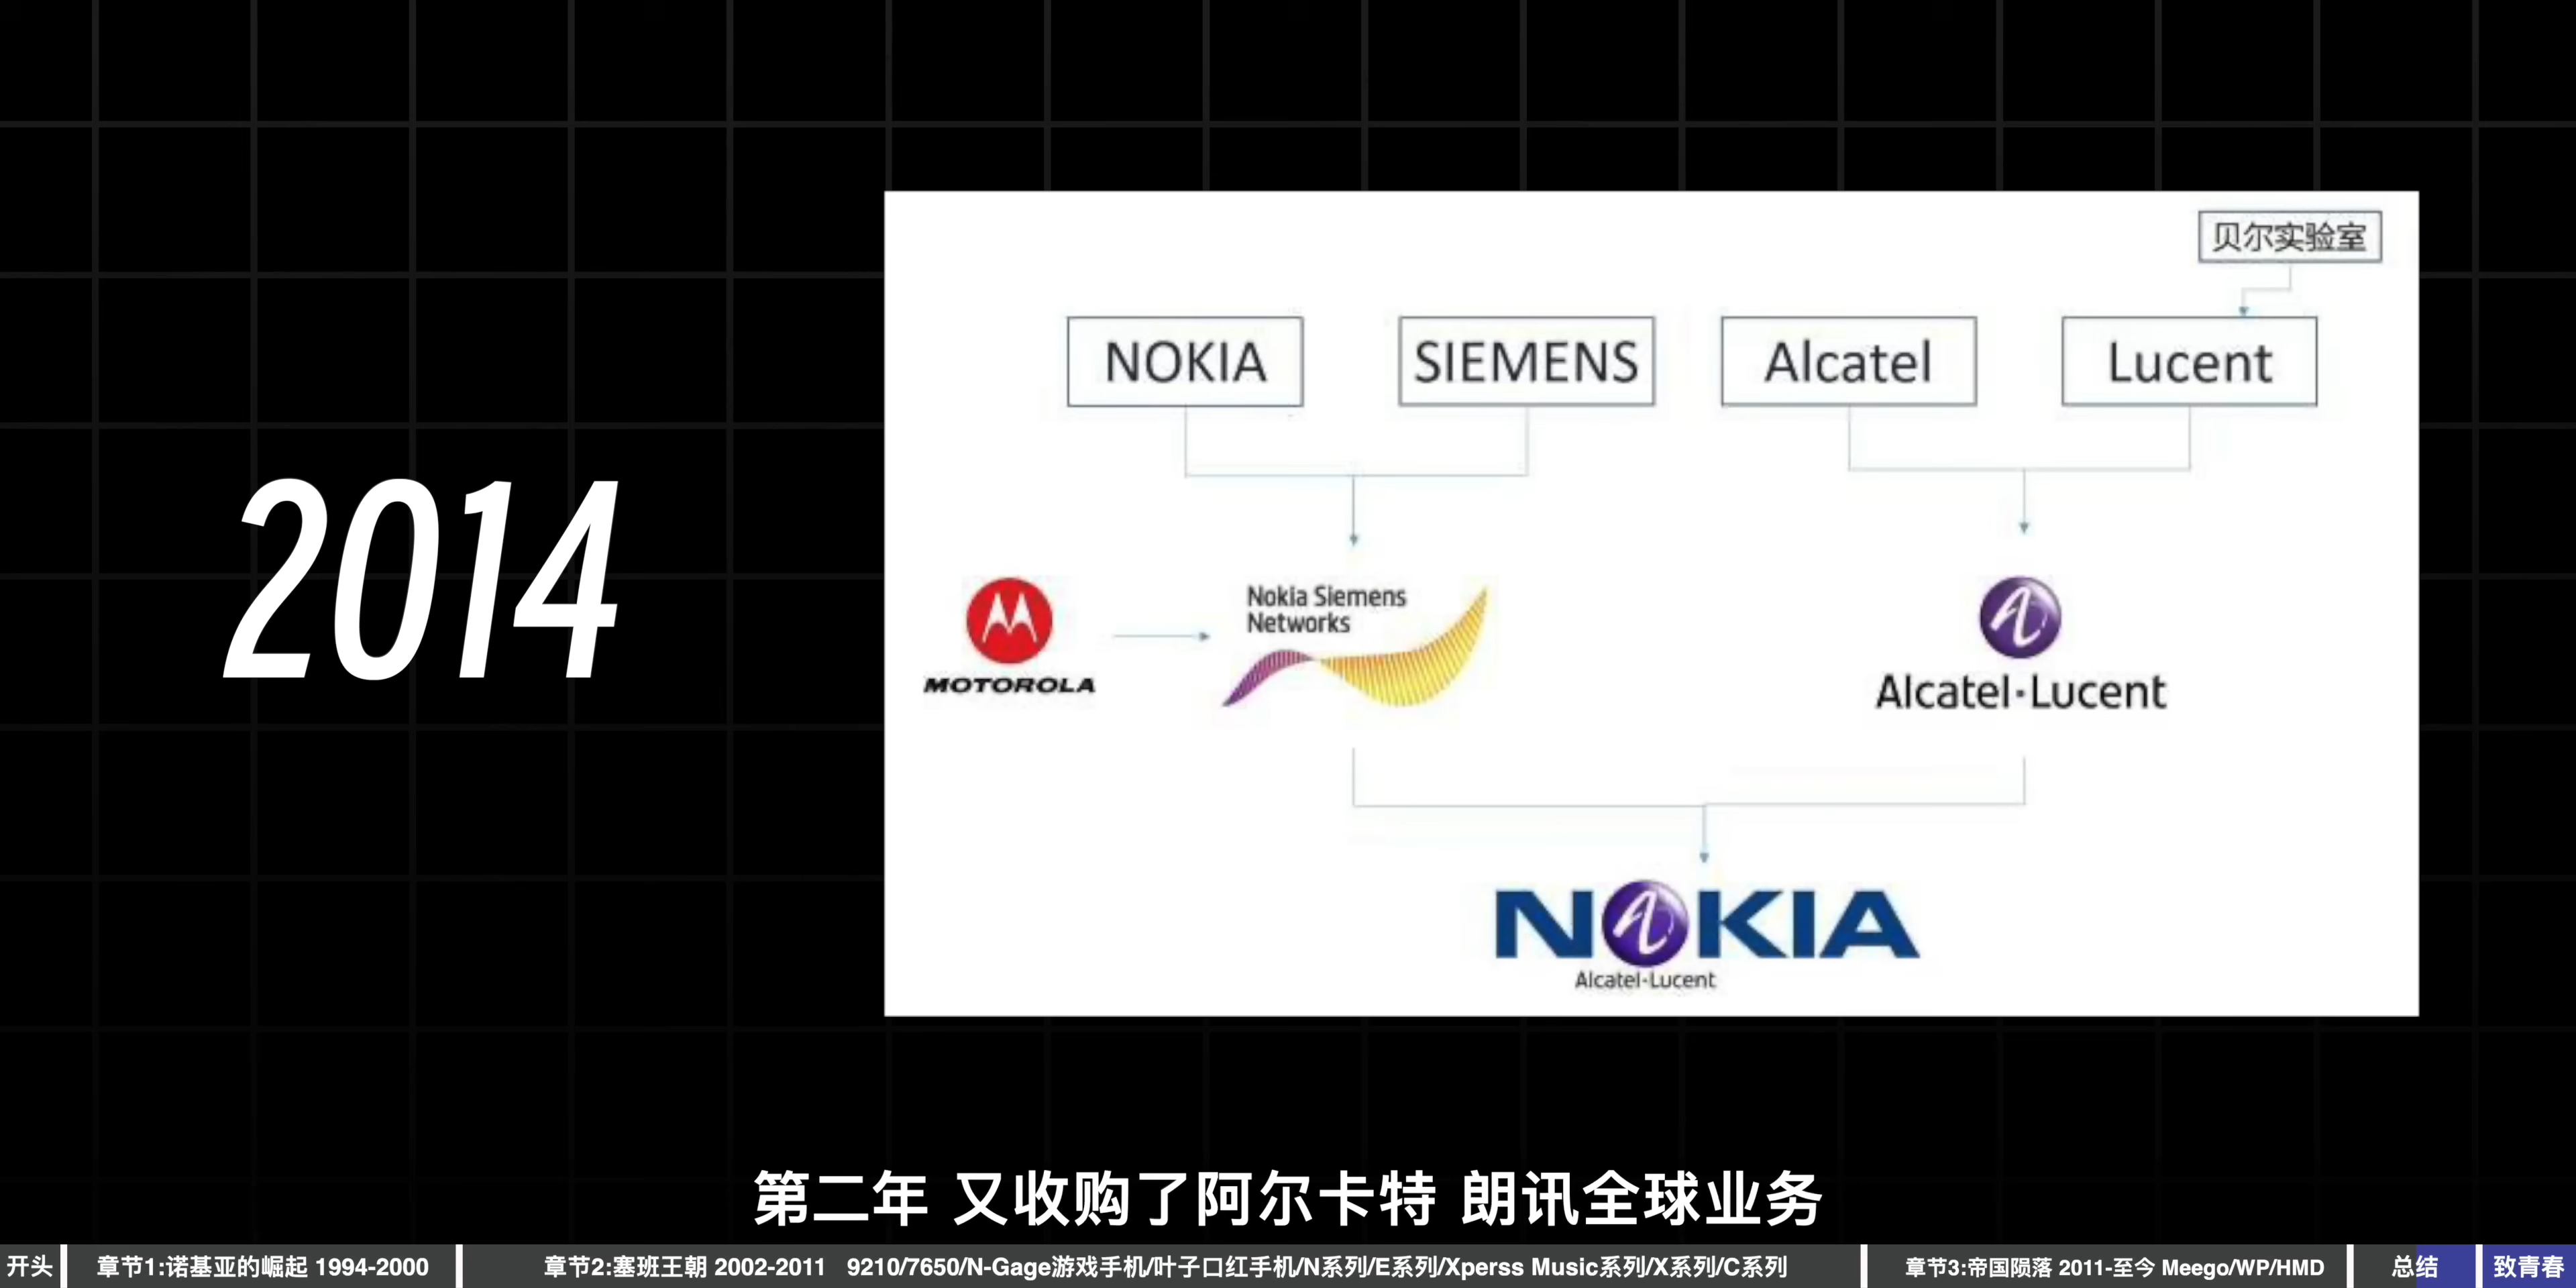 2014
贝尔实验室
NOKIA
SIEMENS
Alcatel
Lucent
MOTOROLA
Nokia Siemens
Networks
Alcatel·Lucent
NOKIA
Alcatel·Lucent
第二年 又收购了阿尔卡特 朗讯全球业务
开头
章节1:诺基亚的崛起 1994-2000
章节2:塞班王朝 2002-2011 9210/7650/N-Gage游戏手机/叶子口红手机/N系列/E系列/Xperss Music系列/X系列/C系列
章节3:帝国陨落 2011-至今 Meego/WP/HMD
总结
致青春